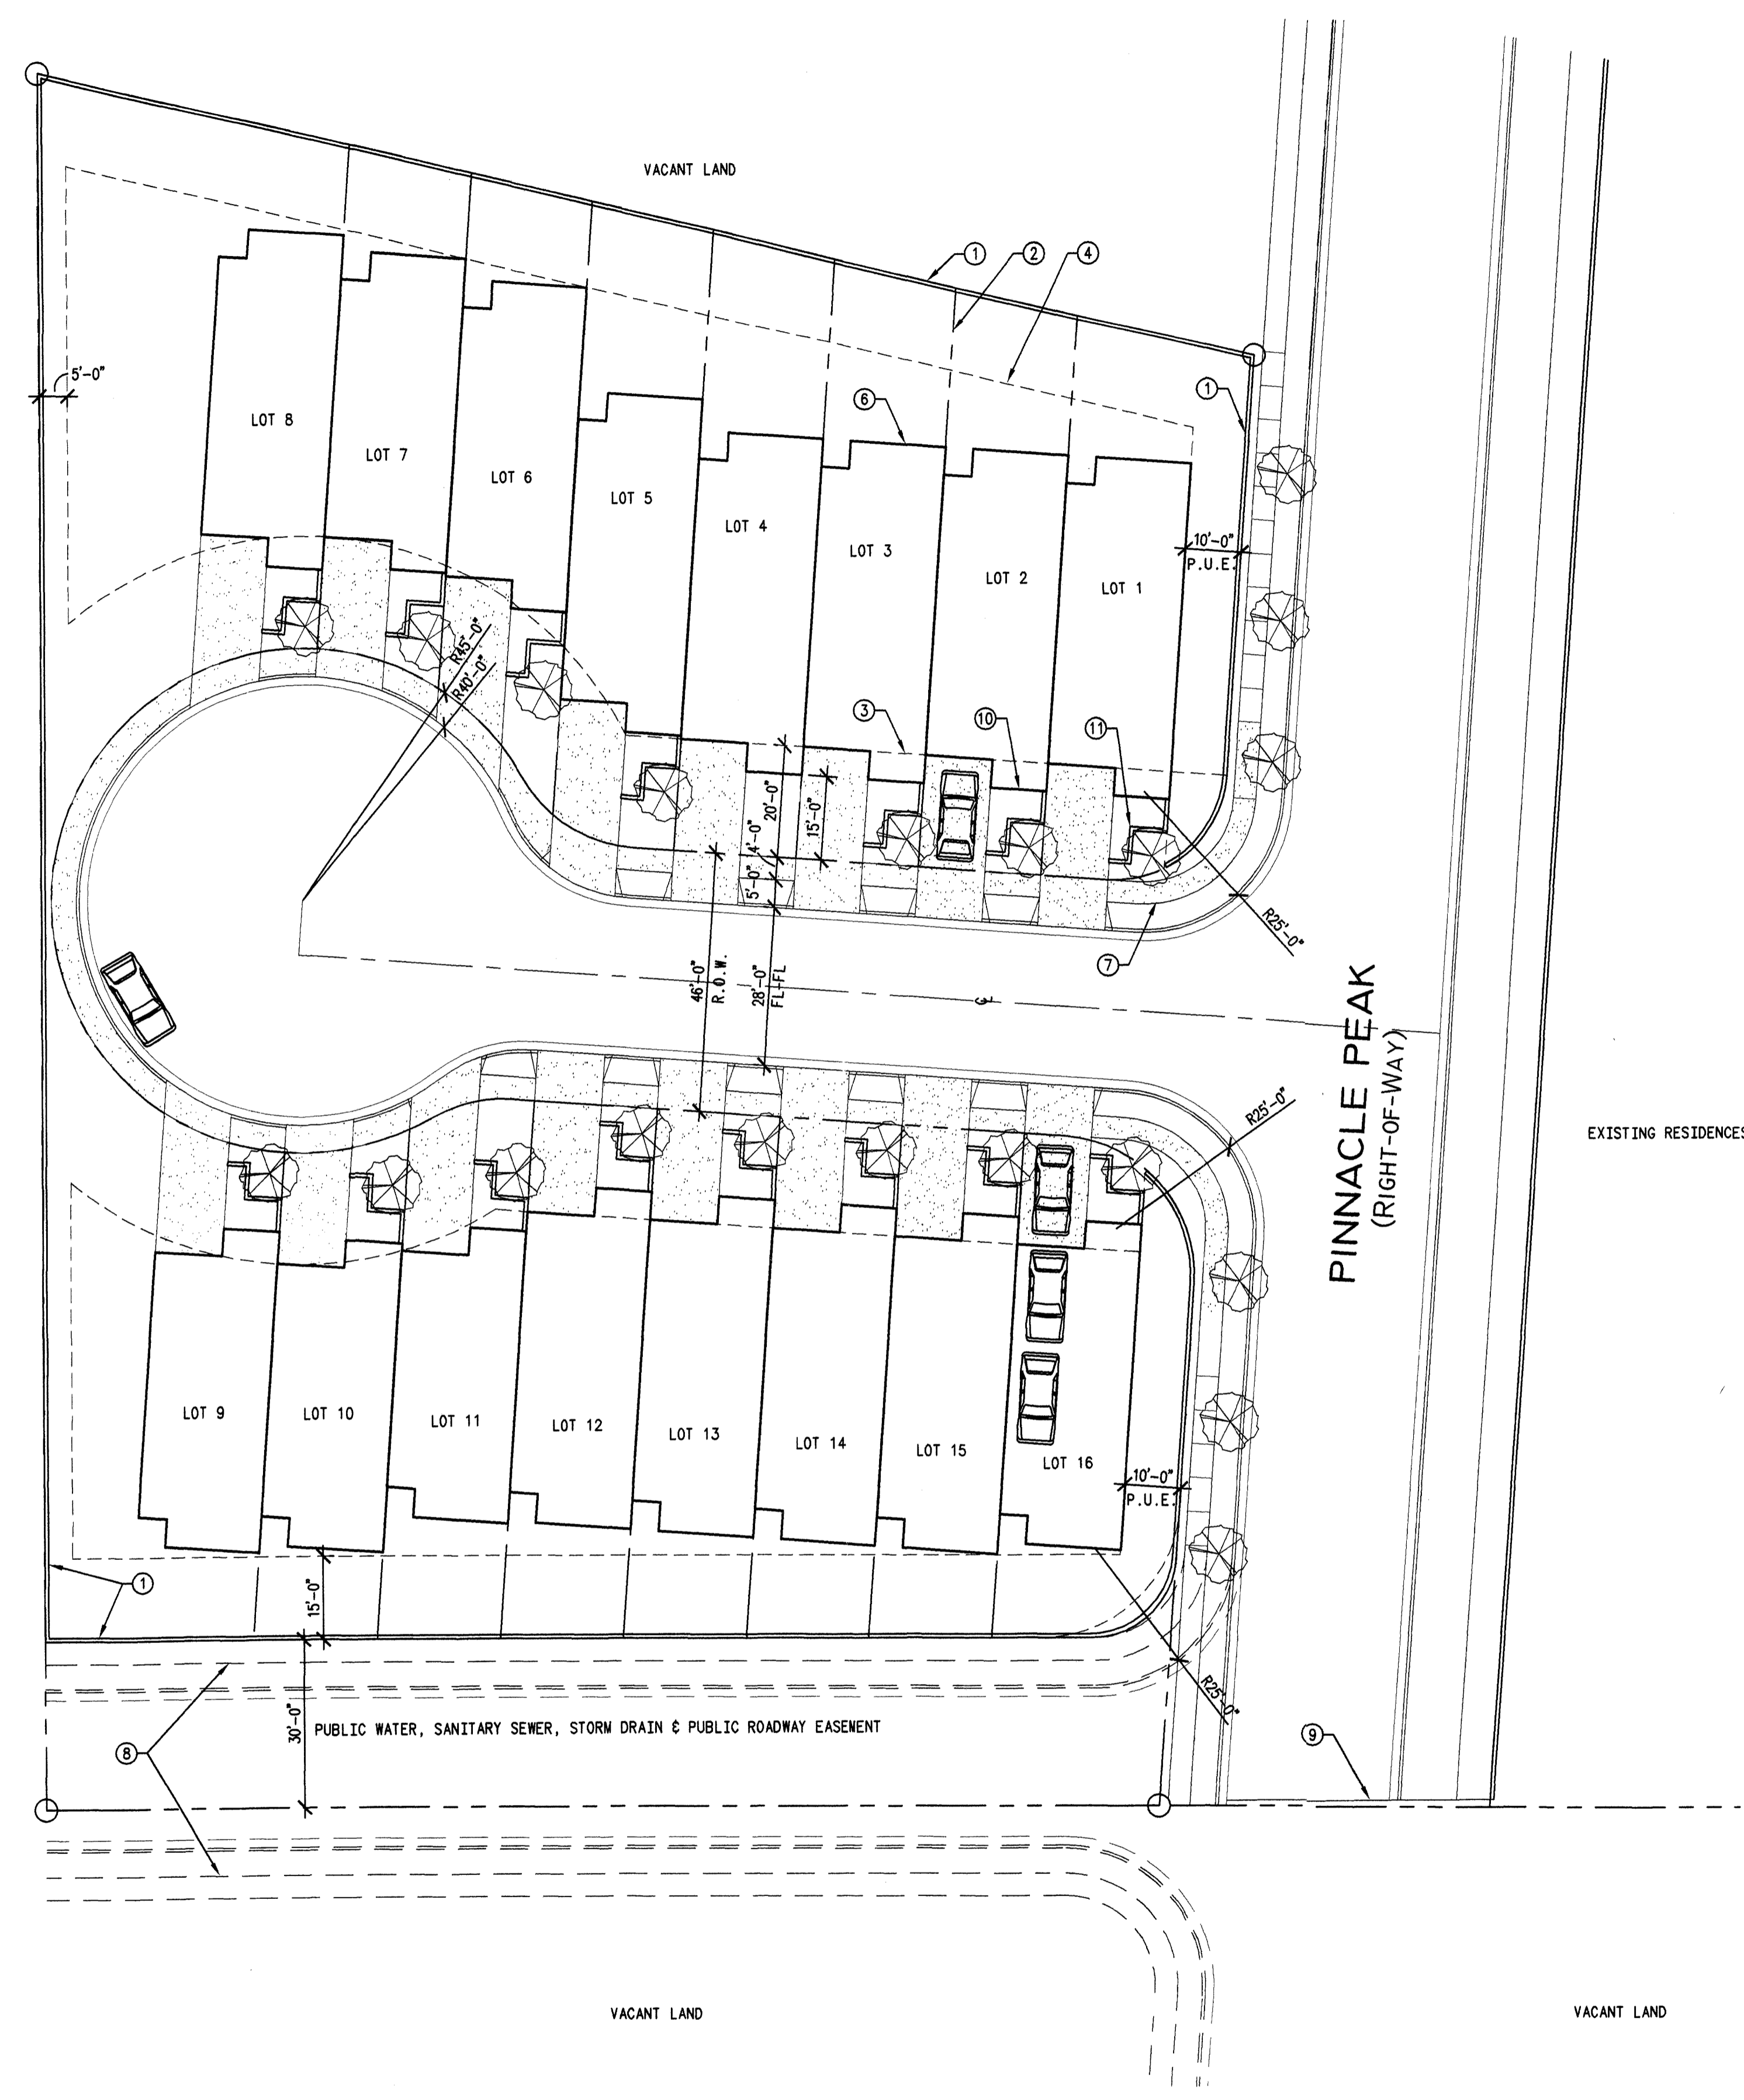 VACANT LAND
1
2
4
5'-0"
1
6
LOT 8
LOT 7
LOT 6
LOT 5
LOT 4
LOT 3
LOT 2
LOT 1
10'-0"
P.U.E.
R45'-0"
R40'-0"
3
10
11
20'-0"
15'-0"
4'-0"
5'-0"
R25'-0"
7
46'-0"
R.O.W.
28'-0"
FL-FL
℄
PINNACLE PEAK
(RIGHT-OF-WAY)
R25'-0"
EXISTING RESIDENCES
LOT 9
LOT 10
LOT 11
LOT 12
LOT 13
LOT 14
LOT 15
LOT 16
10'-0"
P.U.E.
1
15'-0"
R25'-0"
30'-0"
PUBLIC WATER, SANITARY SEWER, STORM DRAIN & PUBLIC ROADWAY EASEMENT
8
9
VACANT LAND
VACANT LAND